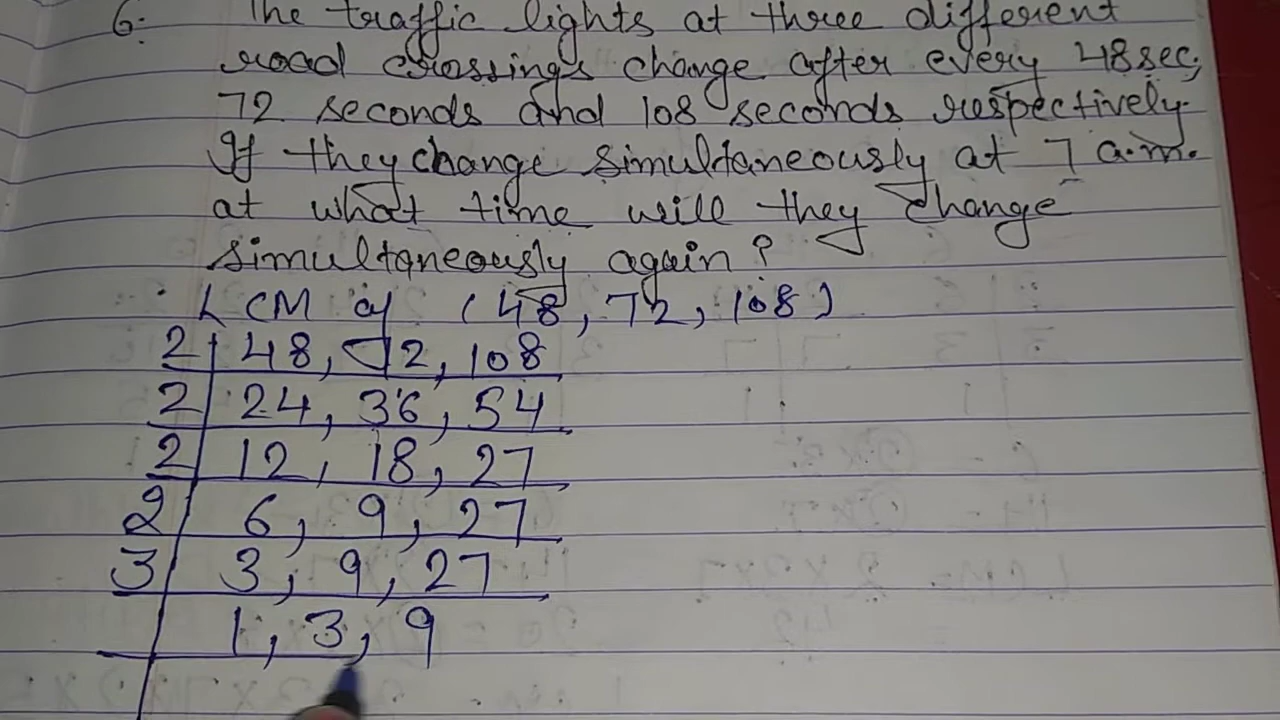 6. The traffic lights at three different
road crossings change after every 48 sec,
72 seconds and 108 seconds respectively.
If they change simultaneously at 7 a.m.
at what time will they change
simultaneously again?
LCM of (48, 72, 108)
2 | 48, 72, 108
2 | 24, 36, 54
2 | 12, 18, 27
2 | 6, 9, 27
3 | 3, 9, 27
1, 3, 9